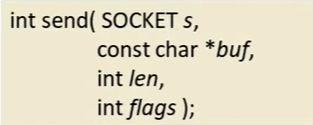 int send( SOCKET s,
const char *buf,
int len,
int flags );